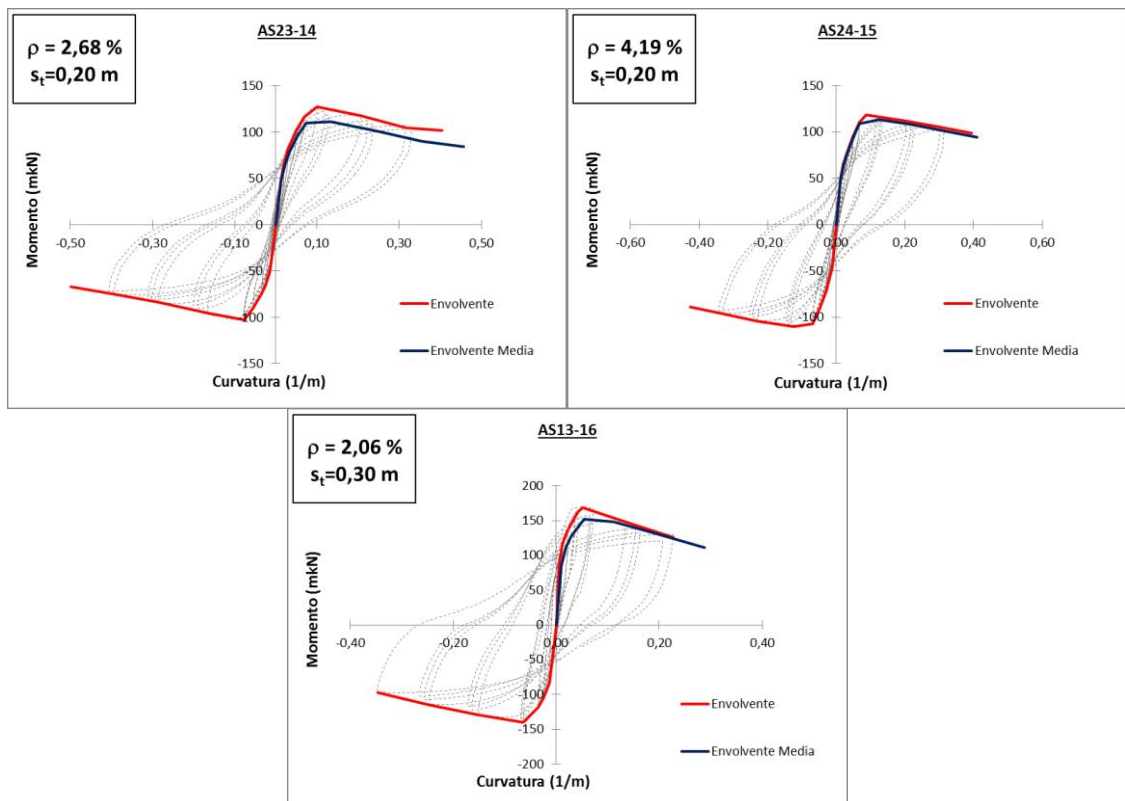 ρ = 2,68 %
sₜ=0,20 m
AS23-14
150
100
50
0
-50
-100
-150
-0,50
-0,30
-0,10
0,10
0,30
0,50
Momento (mkN)
Curvatura (1/m)
Envolvente
Envolvente Media
ρ = 4,19 %
sₜ=0,20 m
AS24-15
150
100
50
0
-50
-100
-150
-0,60
-0,40
-0,20
0,00
0,20
0,40
0,60
Momento (mkN)
Curvatura (1/m)
Envolvente
Envolvente Media
ρ = 2,06 %
sₜ=0,30 m
AS13-16
200
150
100
50
0
-50
-100
-150
-200
-0,40
-0,20
0,00
0,20
0,40
Momento (mkN)
Curvatura (1/m)
Envolvente
Envolvente Media